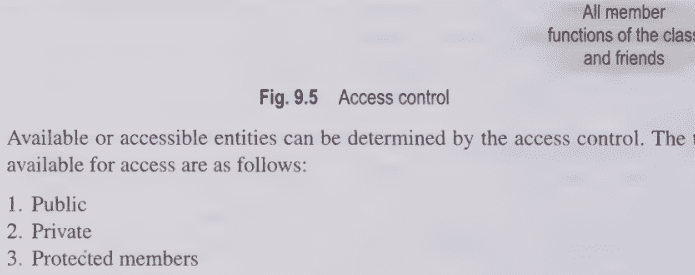 All member
functions of the clas
and friends
Fig. 9.5 Access control
Available or accessible entities can be determined by the access control. The
available for access are as follows:
1. Public
2. Private
3. Protected members